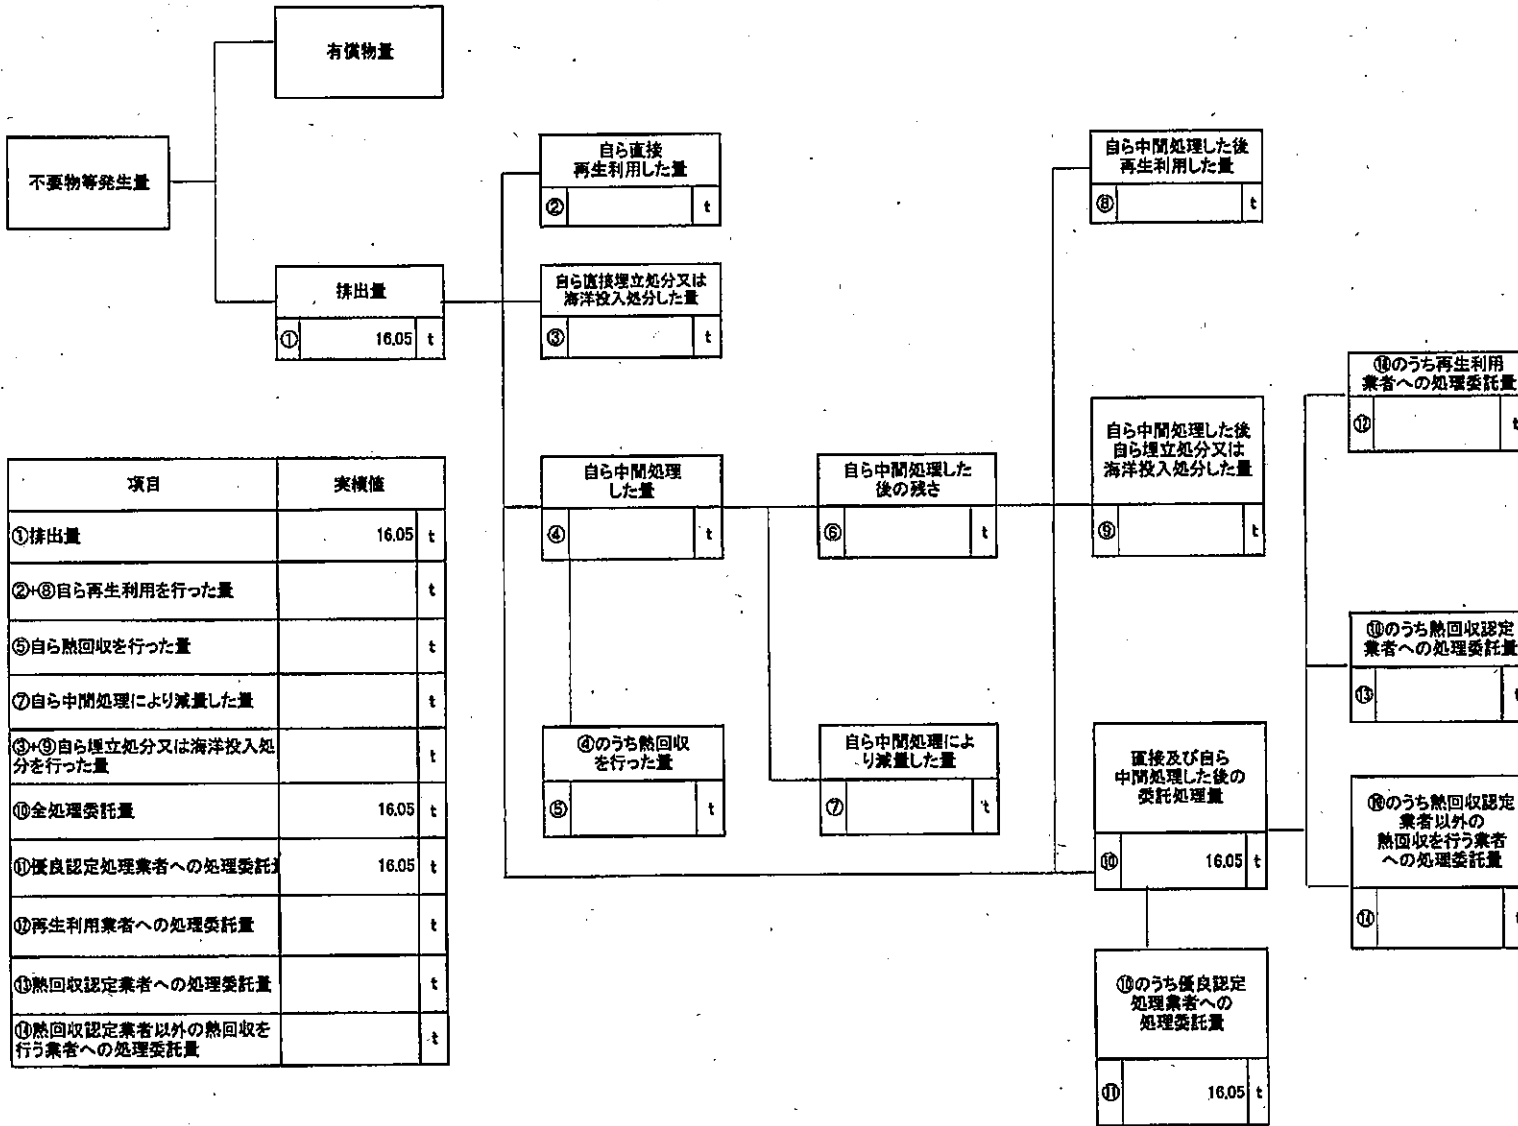 有償物量
不要物等発生量
排出量
① 16.05 t
自ら直接
再生利用した量
② t
自ら直接埋立処分又は
海洋投入処分した量
③ t
自ら中間処理
した量
④ t
④のうち熱回収
を行った量
⑤ t
自ら中間処理した
後の残さ
⑥ t
自ら中間処理によ
り減量した量
⑦ t
自ら中間処理した後
再生利用した量
⑧ t
自ら中間処理した後
自ら埋立処分又は
海洋投入処分した量
⑨ t
直接及び自ら
中間処理した後の
委託処理量
⑩ 16.05 t
⑩のうち優良認定
処理業者への
処理委託量
⑪ 16.05 t
⑩のうち再生利用
業者への処理委託量
⑫ t
⑩のうち熱回収認定
業者への処理委託量
⑬ t
⑩のうち熱回収認定
業者以外の
熱回収を行う業者
への処理委託量
⑭ t
項目 実績値
①排出量 16.05 t
②+⑧自ら再生利用を行った量 t
⑤自ら熱回収を行った量 t
⑦自ら中間処理により減量した量 t
③+⑨自ら埋立処分又は海洋投入処
分を行った量 t
⑩全処理委託量 16.05 t
⑪優良認定処理業者への処理委託 16.05 t
⑫再生利用業者への処理委託量 t
⑬熱回収認定業者への処理委託量 t
⑭熱回収認定業者以外の熱回収を
行う業者への処理委託量 t